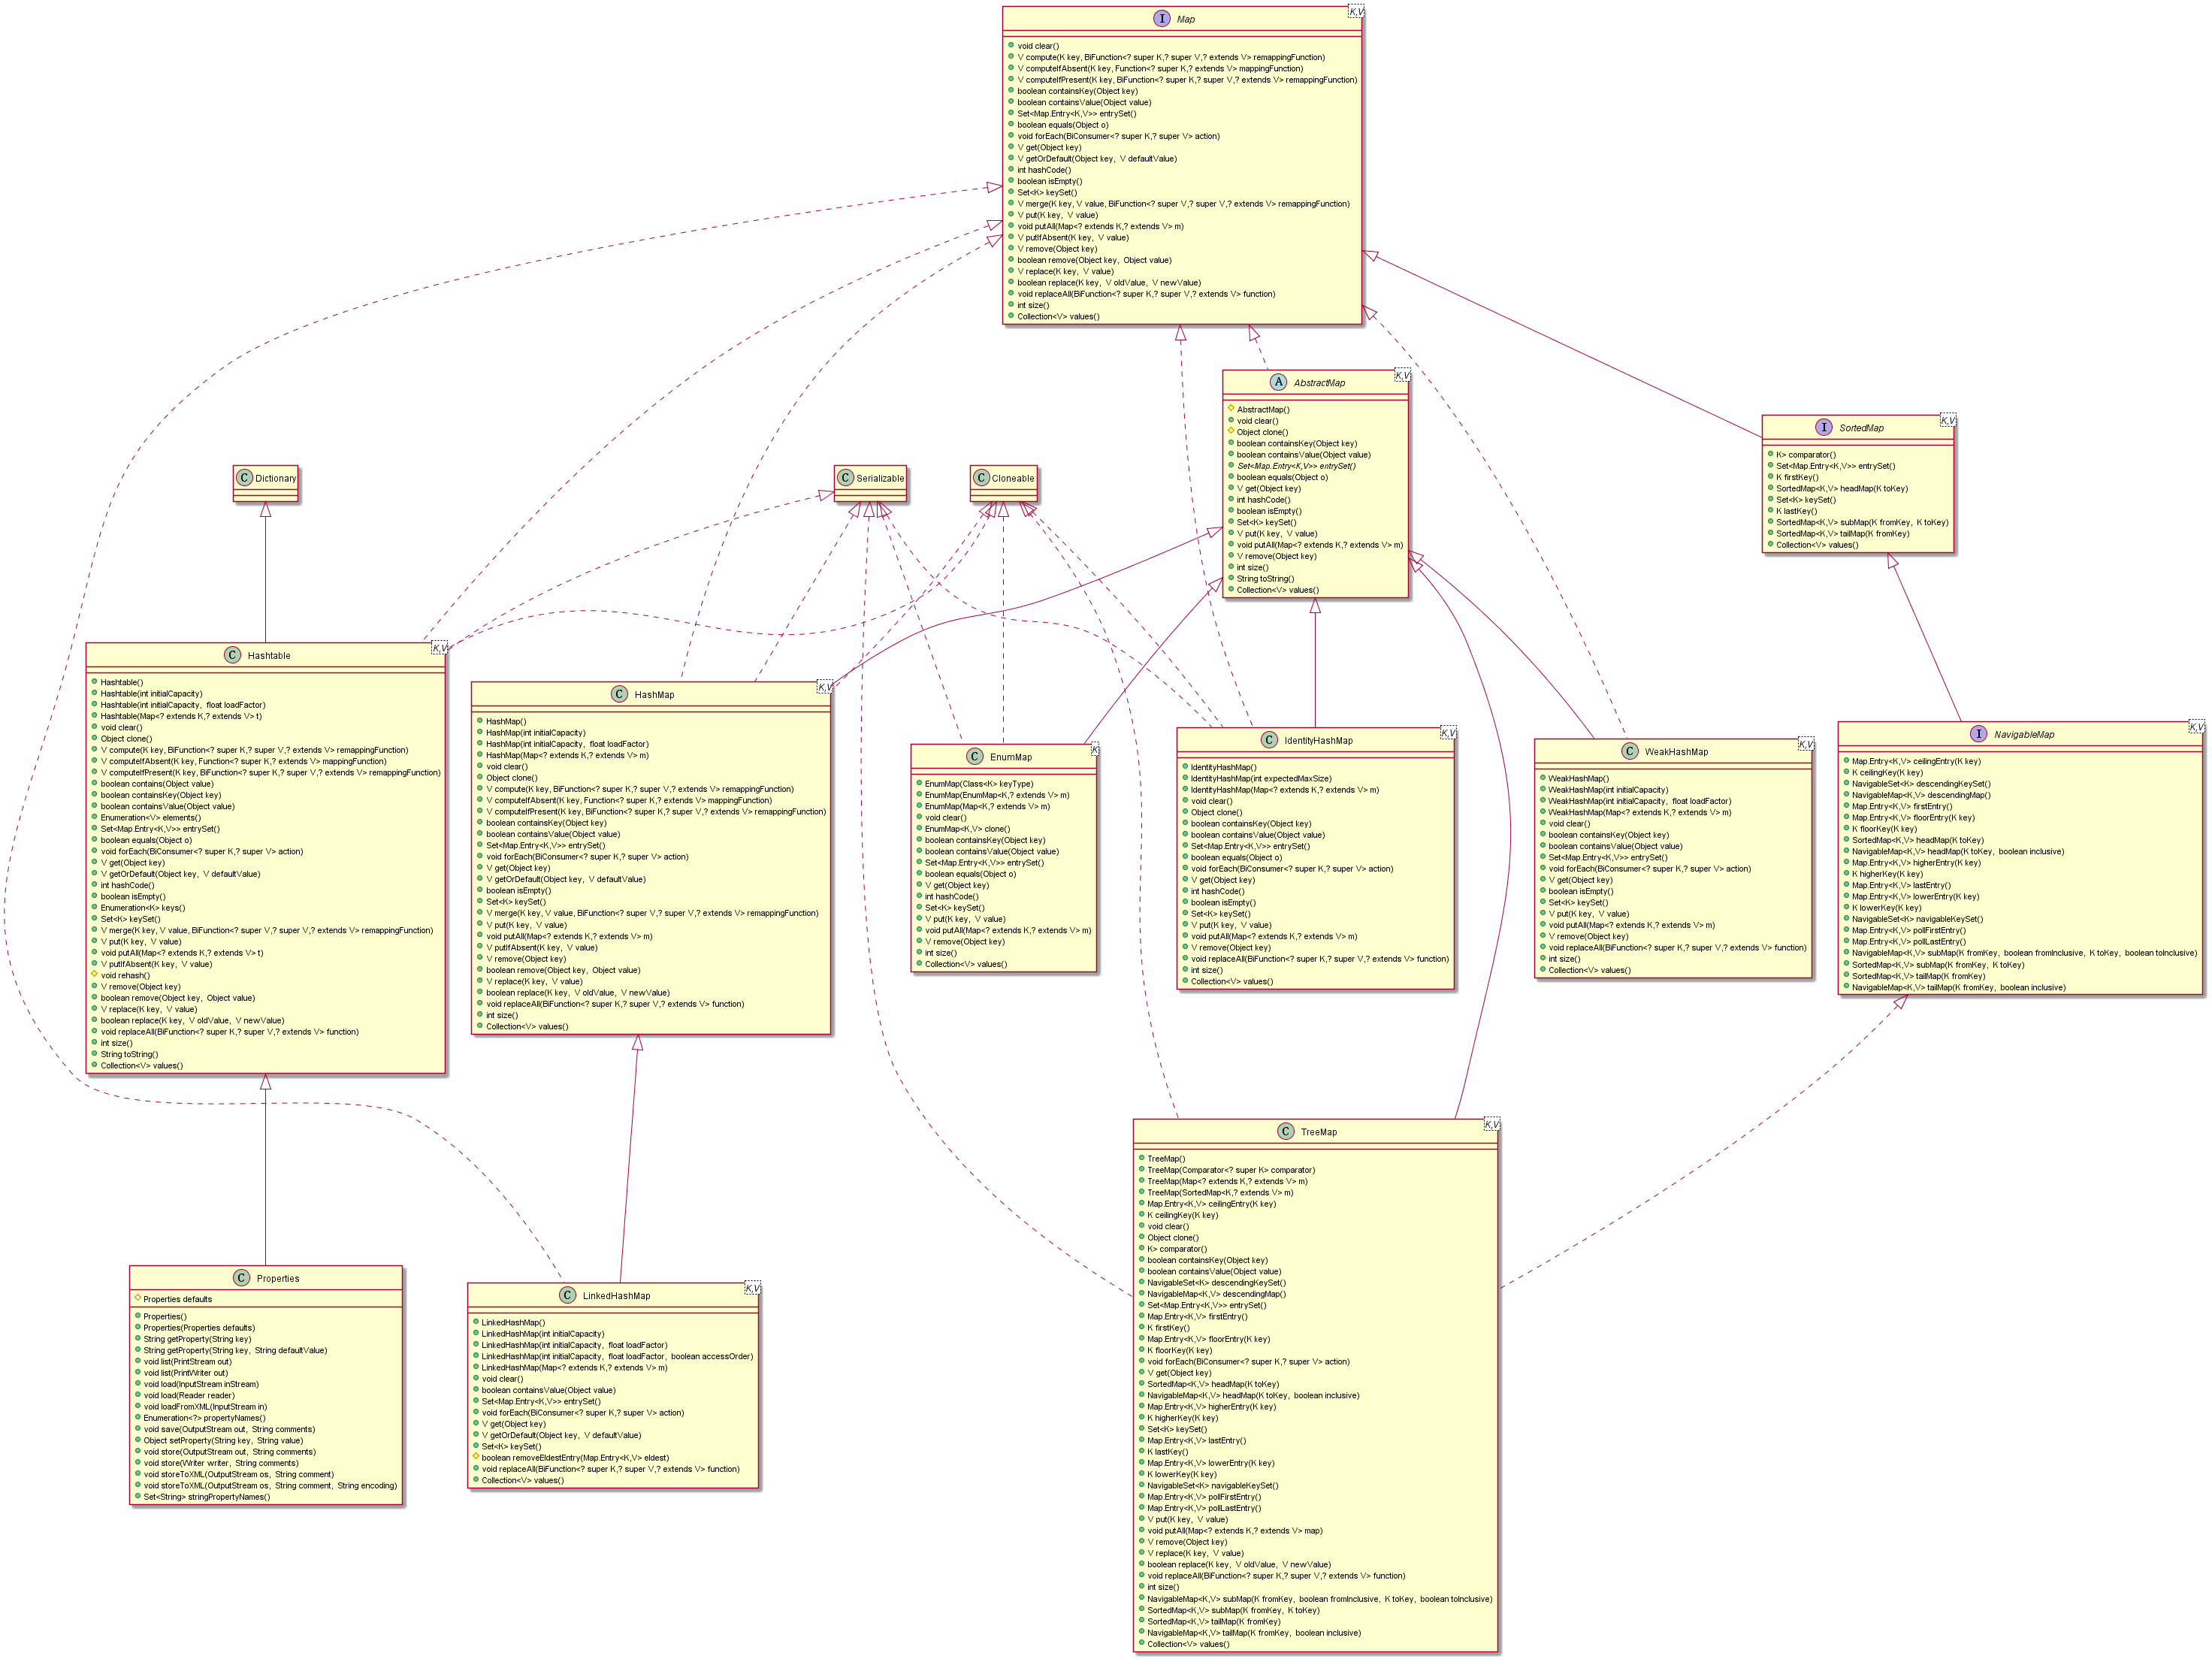 I Map K,V
void clear()
V compute(K key, BiFunction<? super K,? super V,? extends V> remappingFunction)
V computeIfAbsent(K key, Function<? super K,? extends V> mappingFunction)
V computeIfPresent(K key, BiFunction<? super K,? super V,? extends V> remappingFunction)
boolean containsKey(Object key)
boolean containsValue(Object value)
Set<Map.Entry<K,V>> entrySet()
boolean equals(Object o)
void forEach(BiConsumer<? super K,? super V> action)
V get(Object key)
V getOrDefault(Object key, V defaultValue)
int hashCode()
boolean isEmpty()
Set<K> keySet()
V merge(K key, V value, BiFunction<? super V,? super V,? extends V> remappingFunction)
V put(K key, V value)
void putAll(Map<? extends K,? extends V> m)
V putIfAbsent(K key, V value)
V remove(Object key)
boolean remove(Object key, Object value)
V replace(K key, V value)
boolean replace(K key, V oldValue, V newValue)
void replaceAll(BiFunction<? super K,? super V,? extends V> function)
int size()
Collection<V> values()
A AbstractMap K,V
AbstractMap()
void clear()
Object clone()
boolean containsKey(Object key)
boolean containsValue(Object value)
Set<Map.Entry<K,V>> entrySet()
boolean equals(Object o)
V get(Object key)
int hashCode()
boolean isEmpty()
Set<K> keySet()
V put(K key, V value)
void putAll(Map<? extends K,? extends V> m)
V remove(Object key)
int size()
String toString()
Collection<V> values()
I SortedMap K,V
K> comparator()
Set<Map.Entry<K,V>> entrySet()
K firstKey()
SortedMap<K,V> headMap(K toKey)
Set<K> keySet()
K lastKey()
SortedMap<K,V> subMap(K fromKey, K toKey)
SortedMap<K,V> tailMap(K fromKey)
Collection<V> values()
C Dictionary
C Serializable
C Cloneable
C Hashtable K,V
Hashtable()
Hashtable(int initialCapacity)
Hashtable(int initialCapacity, float loadFactor)
Hashtable(Map<? extends K,? extends V> t)
void clear()
Object clone()
V compute(K key, BiFunction<? super K,? super V,? extends V> remappingFunction)
V computeIfAbsent(K key, Function<? super K,? extends V> mappingFunction)
V computeIfPresent(K key, BiFunction<? super K,? super V,? extends V> remappingFunction)
boolean contains(Object value)
boolean containsKey(Object key)
boolean containsValue(Object value)
Enumeration<V> elements()
Set<Map.Entry<K,V>> entrySet()
boolean equals(Object o)
void forEach(BiConsumer<? super K,? super V> action)
V get(Object key)
V getOrDefault(Object key, V defaultValue)
int hashCode()
boolean isEmpty()
Enumeration<K> keys()
Set<K> keySet()
V merge(K key, V value, BiFunction<? super V,? super V,? extends V> remappingFunction)
V put(K key, V value)
void putAll(Map<? extends K,? extends V> t)
V putIfAbsent(K key, V value)
void rehash()
V remove(Object key)
boolean remove(Object key, Object value)
V replace(K key, V value)
boolean replace(K key, V oldValue, V newValue)
void replaceAll(BiFunction<? super K,? super V,? extends V> function)
int size()
String toString()
Collection<V> values()
C HashMap K,V
HashMap()
HashMap(int initialCapacity)
HashMap(int initialCapacity, float loadFactor)
HashMap(Map<? extends K,? extends V> m)
void clear()
Object clone()
V compute(K key, BiFunction<? super K,? super V,? extends V> remappingFunction)
V computeIfAbsent(K key, Function<? super K,? extends V> mappingFunction)
V computeIfPresent(K key, BiFunction<? super K,? super V,? extends V> remappingFunction)
boolean containsKey(Object key)
boolean containsValue(Object value)
Set<Map.Entry<K,V>> entrySet()
void forEach(BiConsumer<? super K,? super V> action)
V get(Object key)
V getOrDefault(Object key, V defaultValue)
boolean isEmpty()
Set<K> keySet()
V merge(K key, V value, BiFunction<? super V,? super V,? extends V> remappingFunction)
V put(K key, V value)
void putAll(Map<? extends K,? extends V> m)
V putIfAbsent(K key, V value)
V remove(Object key)
boolean remove(Object key, Object value)
V replace(K key, V value)
boolean replace(K key, V oldValue, V newValue)
void replaceAll(BiFunction<? super K,? super V,? extends V> function)
int size()
Collection<V> values()
C EnumMap K
EnumMap(Class<K> keyType)
EnumMap(EnumMap<K,? extends V> m)
EnumMap(Map<K,? extends V> m)
void clear()
EnumMap<K,V> clone()
boolean containsKey(Object key)
boolean containsValue(Object value)
Set<Map.Entry<K,V>> entrySet()
boolean equals(Object o)
V get(Object key)
int hashCode()
Set<K> keySet()
V put(K key, V value)
void putAll(Map<? extends K,? extends V> m)
V remove(Object key)
int size()
Collection<V> values()
C IdentityHashMap K,V
IdentityHashMap()
IdentityHashMap(int expectedMaxSize)
IdentityHashMap(Map<? extends K,? extends V> m)
void clear()
Object clone()
boolean containsKey(Object key)
boolean containsValue(Object value)
Set<Map.Entry<K,V>> entrySet()
boolean equals(Object o)
void forEach(BiConsumer<? super K,? super V> action)
V get(Object key)
int hashCode()
boolean isEmpty()
Set<K> keySet()
V put(K key, V value)
void putAll(Map<? extends K,? extends V> m)
V remove(Object key)
void replaceAll(BiFunction<? super K,? super V,? extends V> function)
int size()
Collection<V> values()
C WeakHashMap K,V
WeakHashMap()
WeakHashMap(int initialCapacity)
WeakHashMap(int initialCapacity, float loadFactor)
WeakHashMap(Map<? extends K,? extends V> m)
void clear()
boolean containsKey(Object key)
boolean containsValue(Object value)
Set<Map.Entry<K,V>> entrySet()
void forEach(BiConsumer<? super K,? super V> action)
V get(Object key)
boolean isEmpty()
Set<K> keySet()
V put(K key, V value)
void putAll(Map<? extends K,? extends V> m)
V remove(Object key)
void replaceAll(BiFunction<? super K,? super V,? extends V> function)
int size()
Collection<V> values()
I NavigableMap K,V
Map.Entry<K,V> ceilingEntry(K key)
K ceilingKey(K key)
NavigableSet<K> descendingKeySet()
NavigableMap<K,V> descendingMap()
Map.Entry<K,V> firstEntry()
Map.Entry<K,V> floorEntry(K key)
K floorKey(K key)
SortedMap<K,V> headMap(K toKey)
NavigableMap<K,V> headMap(K toKey, boolean inclusive)
Map.Entry<K,V> higherEntry(K key)
K higherKey(K key)
Map.Entry<K,V> lastEntry()
Map.Entry<K,V> lowerEntry(K key)
K lowerKey(K key)
NavigableSet<K> navigableKeySet()
Map.Entry<K,V> pollFirstEntry()
Map.Entry<K,V> pollLastEntry()
NavigableMap<K,V> subMap(K fromKey, boolean fromInclusive, K toKey, boolean toInclusive)
SortedMap<K,V> subMap(K fromKey, K toKey)
SortedMap<K,V> tailMap(K fromKey)
NavigableMap<K,V> tailMap(K fromKey, boolean inclusive)
C Properties
Properties defaults
Properties()
Properties(Properties defaults)
String getProperty(String key)
String getProperty(String key, String defaultValue)
void list(PrintStream out)
void list(PrintWriter out)
void load(InputStream inStream)
void load(Reader reader)
void loadFromXML(InputStream in)
Enumeration<?> propertyNames()
void save(OutputStream out, String comments)
Object setProperty(String key, String value)
void store(OutputStream out, String comments)
void store(Writer writer, String comments)
void storeToXML(OutputStream os, String comment)
void storeToXML(OutputStream os, String comment, String encoding)
Set<String> stringPropertyNames()
C LinkedHashMap K,V
LinkedHashMap()
LinkedHashMap(int initialCapacity)
LinkedHashMap(int initialCapacity, float loadFactor)
LinkedHashMap(int initialCapacity, float loadFactor, boolean accessOrder)
LinkedHashMap(Map<? extends K,? extends V> m)
void clear()
boolean containsValue(Object value)
Set<Map.Entry<K,V>> entrySet()
void forEach(BiConsumer<? super K,? super V> action)
V get(Object key)
V getOrDefault(Object key, V defaultValue)
Set<K> keySet()
boolean removeEldestEntry(Map.Entry<K,V> eldest)
void replaceAll(BiFunction<? super K,? super V,? extends V> function)
Collection<V> values()
C TreeMap K,V
TreeMap()
TreeMap(Comparator<? super K> comparator)
TreeMap(Map<? extends K,? extends V> m)
TreeMap(SortedMap<K,? extends V> m)
Map.Entry<K,V> ceilingEntry(K key)
K ceilingKey(K key)
void clear()
Object clone()
K> comparator()
boolean containsKey(Object key)
boolean containsValue(Object value)
NavigableSet<K> descendingKeySet()
NavigableMap<K,V> descendingMap()
Set<Map.Entry<K,V>> entrySet()
Map.Entry<K,V> firstEntry()
K firstKey()
Map.Entry<K,V> floorEntry(K key)
K floorKey(K key)
void forEach(BiConsumer<? super K,? super V> action)
V get(Object key)
SortedMap<K,V> headMap(K toKey)
NavigableMap<K,V> headMap(K toKey, boolean inclusive)
Map.Entry<K,V> higherEntry(K key)
K higherKey(K key)
Set<K> keySet()
Map.Entry<K,V> lastEntry()
K lastKey()
Map.Entry<K,V> lowerEntry(K key)
K lowerKey(K key)
NavigableSet<K> navigableKeySet()
Map.Entry<K,V> pollFirstEntry()
Map.Entry<K,V> pollLastEntry()
V put(K key, V value)
void putAll(Map<? extends K,? extends V> map)
V remove(Object key)
V replace(K key, V value)
boolean replace(K key, V oldValue, V newValue)
void replaceAll(BiFunction<? super K,? super V,? extends V> function)
int size()
NavigableMap<K,V> subMap(K fromKey, boolean fromInclusive, K toKey, boolean toInclusive)
SortedMap<K,V> subMap(K fromKey, K toKey)
SortedMap<K,V> tailMap(K fromKey)
NavigableMap<K,V> tailMap(K fromKey, boolean inclusive)
Collection<V> values()